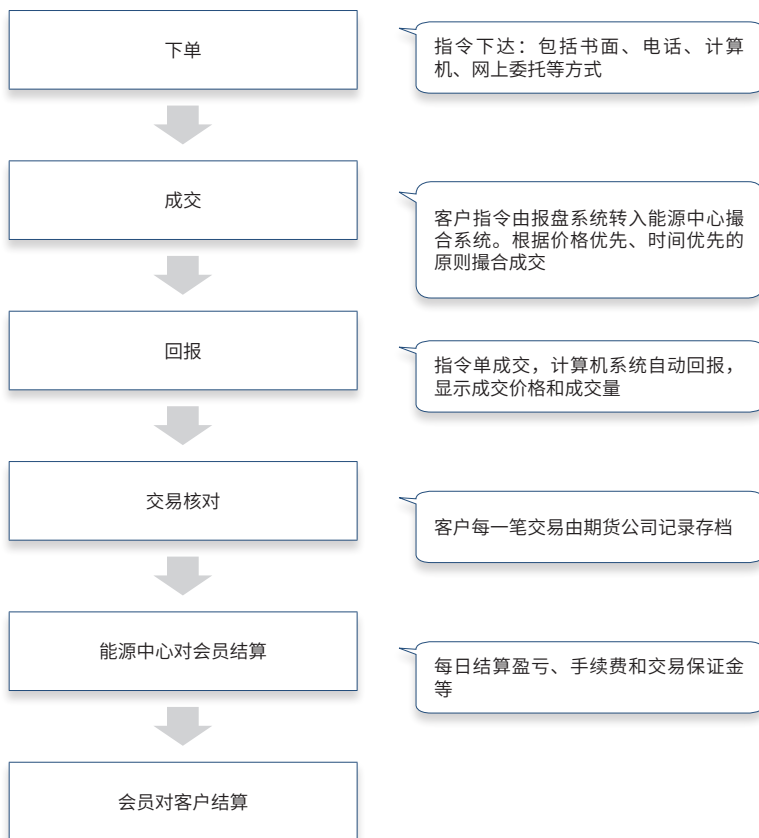 下单
指令下达：包括书面、电话、计算
机、网上委托等方式
成交
客户指令由报盘系统转入能源中心撮
合系统。根据价格优先、时间优先的
原则撮合成交
回报
指令单成交，计算机系统自动回报，
显示成交价格和成交量
交易核对
客户每一笔交易由期货公司记录存档
能源中心对会员结算
每日结算盈亏、手续费和交易保证金
等
会员对客户结算